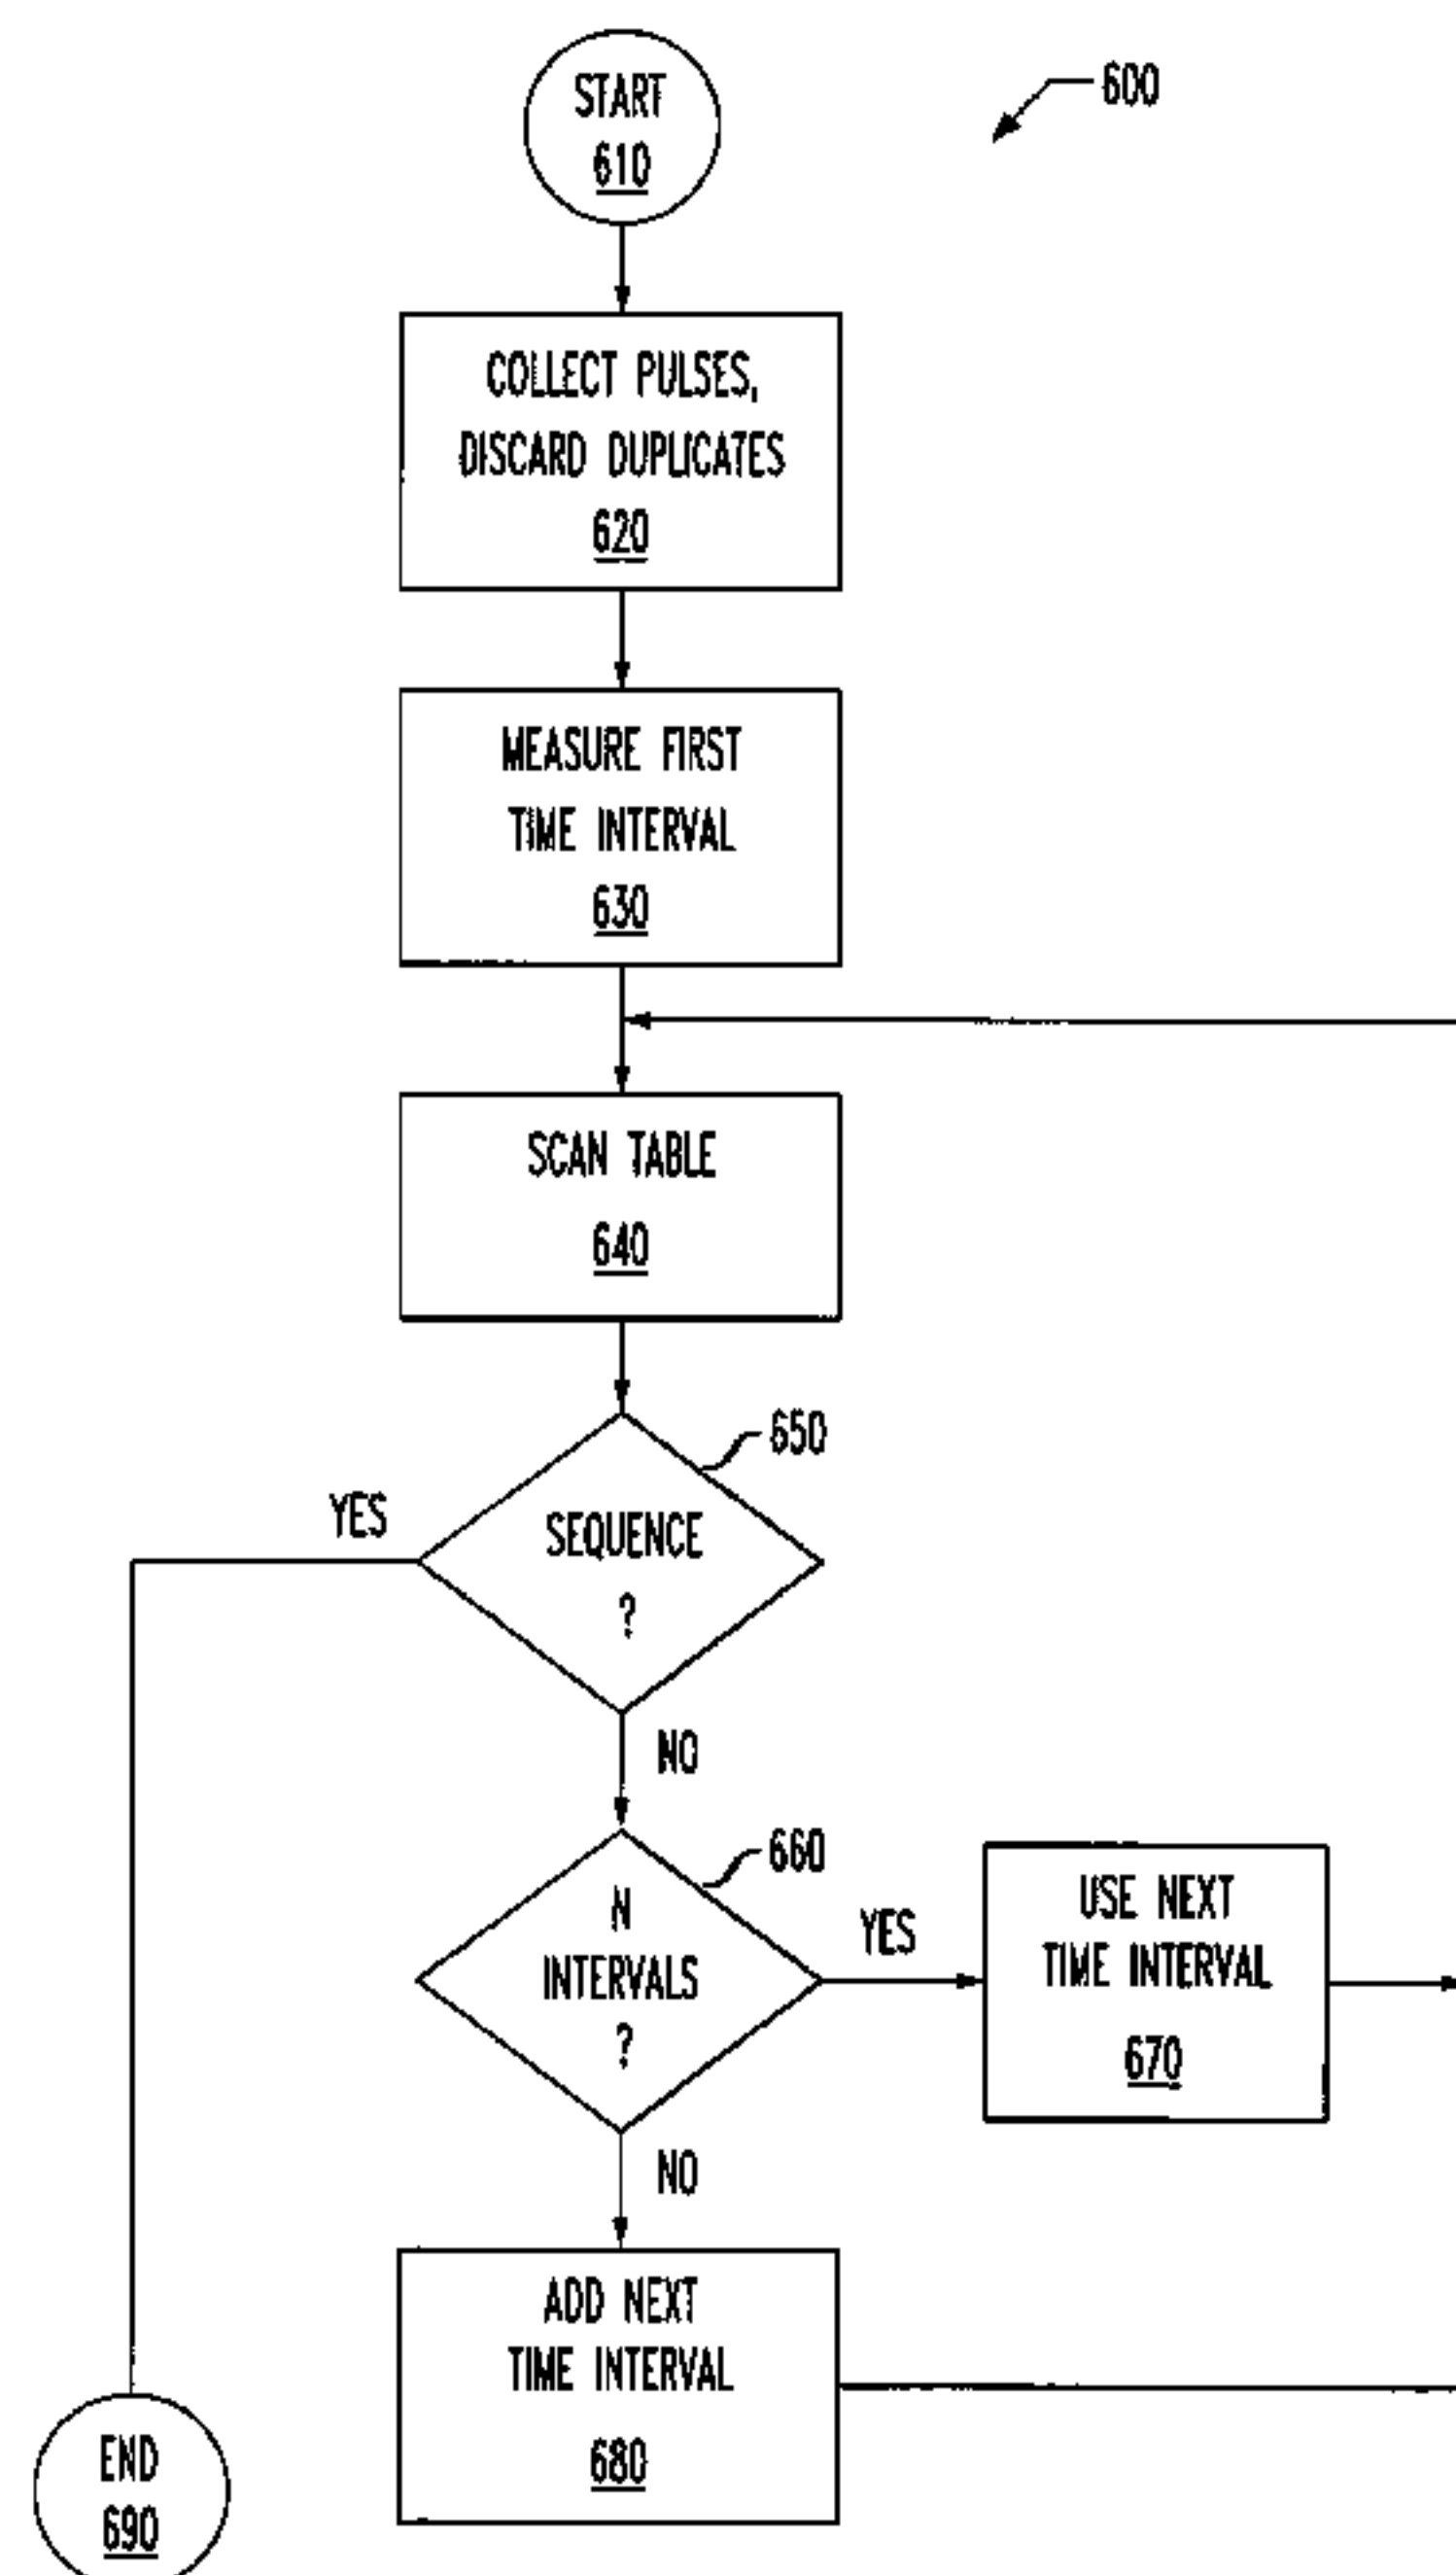 START
610
600
COLLECT PULSES,
DISCARD DUPLICATES
620
MEASURE FIRST
TIME INTERVAL
630
SCAN TABLE
640
650
YES
SEQUENCE
?
NO
660
N
INTERVALS
?
YES
USE NEXT
TIME INTERVAL
670
NO
ADD NEXT
TIME INTERVAL
680
END
690